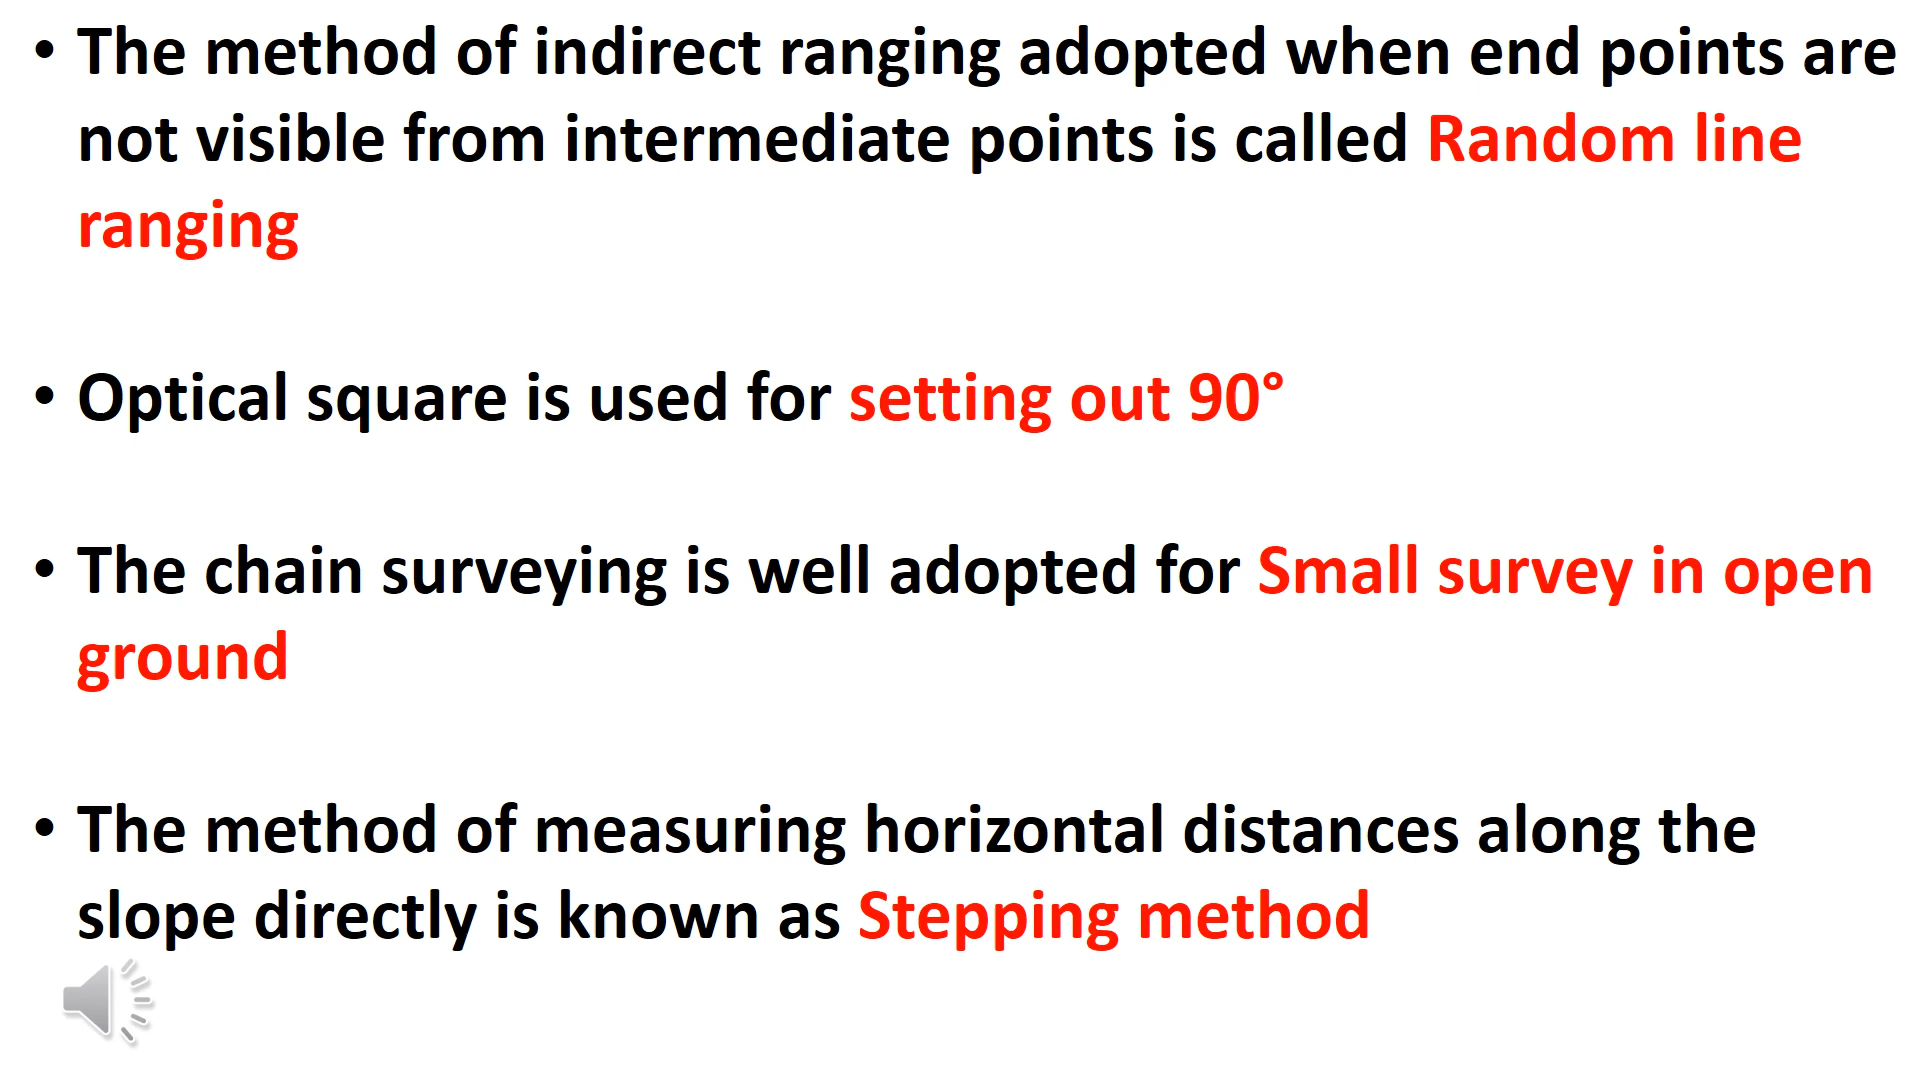 • The method of indirect ranging adopted when end points are
not visible from intermediate points is called Random line
ranging
• Optical square is used for setting out 90°
• The chain surveying is well adopted for Small survey in open
ground
• The method of measuring horizontal distances along the
slope directly is known as Stepping method